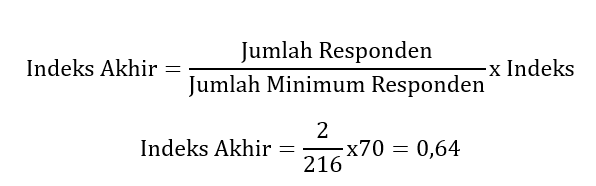 Indeks Akhir = Jumlah Responden / Jumlah Minimum Responden x Indeks
Indeks Akhir = 2 / 216 x70 = 0,64